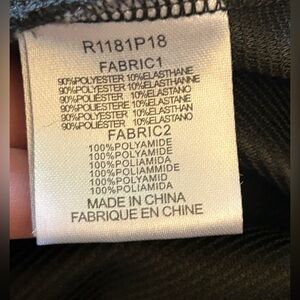 R1181P18
FABRIC1
90%POLYESTER 10%ELASTHANE
90%POLYESTER 10%ELASTHANNE
90%POLIESTER 10%ELASTANO
90%POLIESTERE 10%ELASTAN
90%POLYESTER 10%ELASTHAN
90%POLIÉSTER 10%ELASTANO
FABRIC2
100%POLYAMIDE
100%POLYAMIDE
100%POLIAMIDA
100%POLIAMMIDE
100%POLYAMID
100%POLIAMIDA
MADE IN CHINA
FABRIQUE EN CHINE